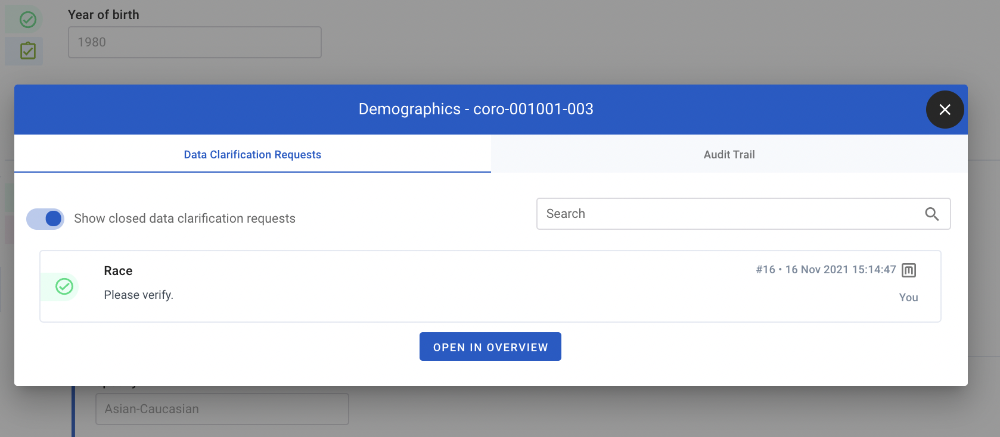 Year of birth
1980
Demographics - coro-001001-003
Data Clarification Requests
Audit Trail
Show closed data clarification requests
Search
Race
#16 • 16 Nov 2021 15:14:47
Please verify.
You
OPEN IN OVERVIEW
Asian-Caucasian